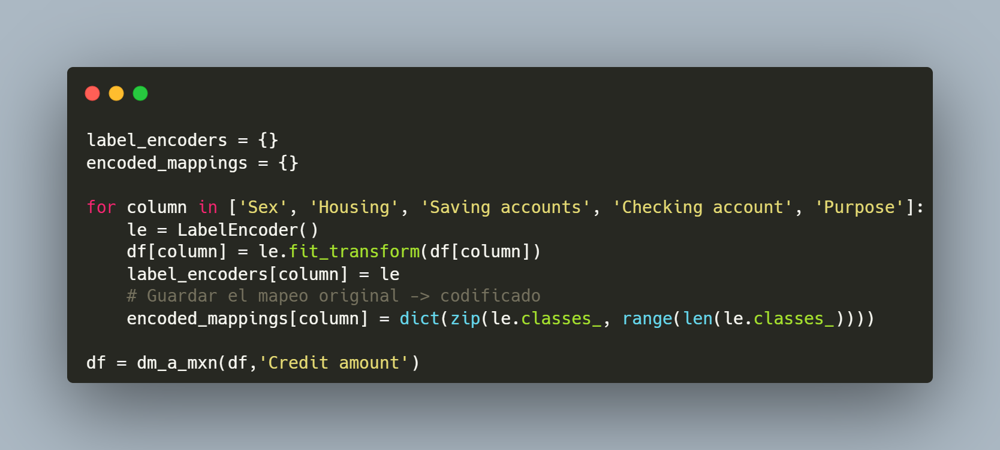 label_encoders = {}
encoded_mappings = {}
for column in ['Sex', 'Housing', 'Saving accounts', 'Checking account', 'Purpose']:
    le = LabelEncoder()
    df[column] = le.fit_transform(df[column])
    label_encoders[column] = le
    # Guardar el mapeo original -> codificado
    encoded_mappings[column] = dict(zip(le.classes_, range(len(le.classes_))))
df = dm_a_mxn(df,'Credit amount')